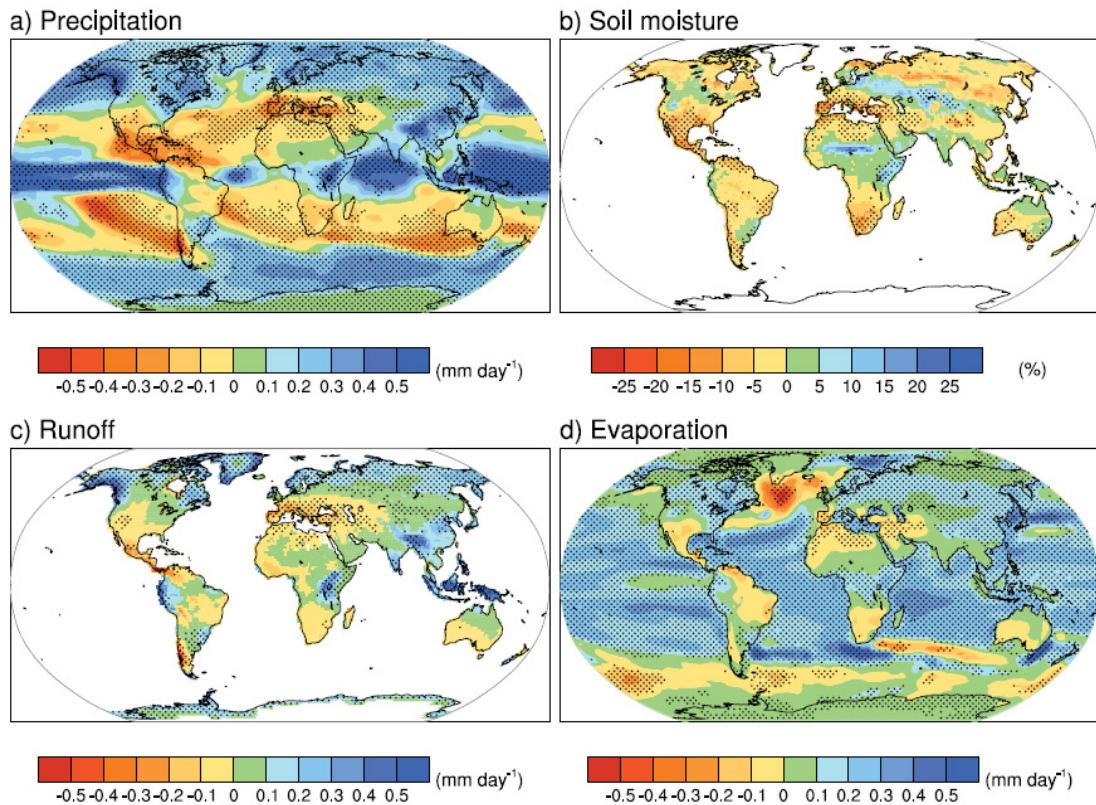 a) Precipitation
b) Soil moisture
-0.5 -0.4 -0.3 -0.2 -0.1 0 0.1 0.2 0.3 0.4 0.5 (mm day⁻¹)
-25 -20 -15 -10 -5 0 5 10 15 20 25 (%)
c) Runoff
d) Evaporation
-0.5 -0.4 -0.3 -0.2 -0.1 0 0.1 0.2 0.3 0.4 0.5 (mm day⁻¹)
-0.5 -0.4 -0.3 -0.2 -0.1 0 0.1 0.2 0.3 0.4 0.5 (mm day⁻¹)